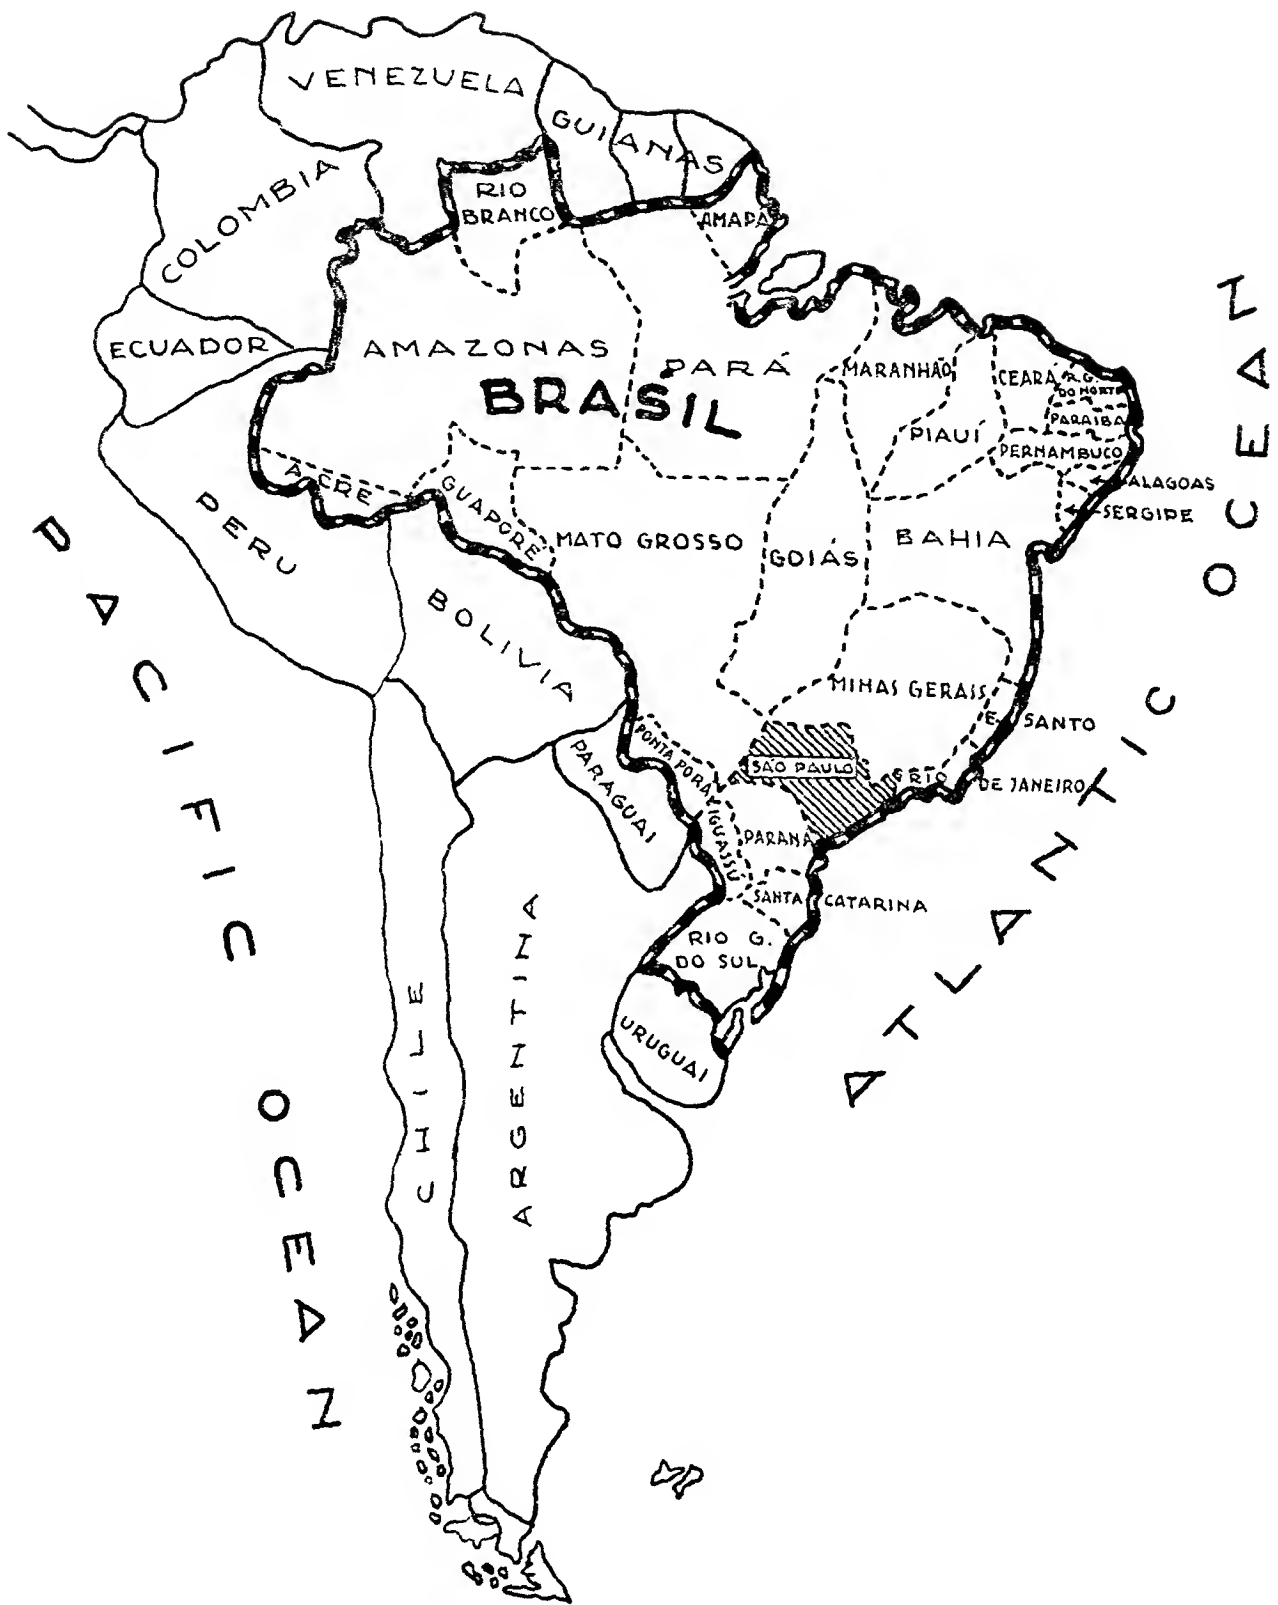 VENEZUELA
GUIANAS
COLOMBIA
RIO
BRANCO
AMAPÁ
ECUADOR
AMAZONAS
PARÁ
BRASIL
MARANHÃO
CEARÁ
R.G.
DO NORTE
PARAIBA
PIAUÍ
PERNAMBUCO
ALAGOAS
SERGIPE
ACRE
GUAPORÉ
PERU
MATO GROSSO
GOIÁS
BAHIA
BOLIVIA
MINAS GERAIS
E. SANTO
PONTA PORÃ
SÃO PAULO
RIO DE JANEIRO
PARAGUAI
IGUASSÚ
PARANÁ
SANTA CATARINA
RIO G.
DO SUL
URUGUAI
CHILE
ARGENTINA
PACIFIC OCEAN
ATLANTIC OCEAN